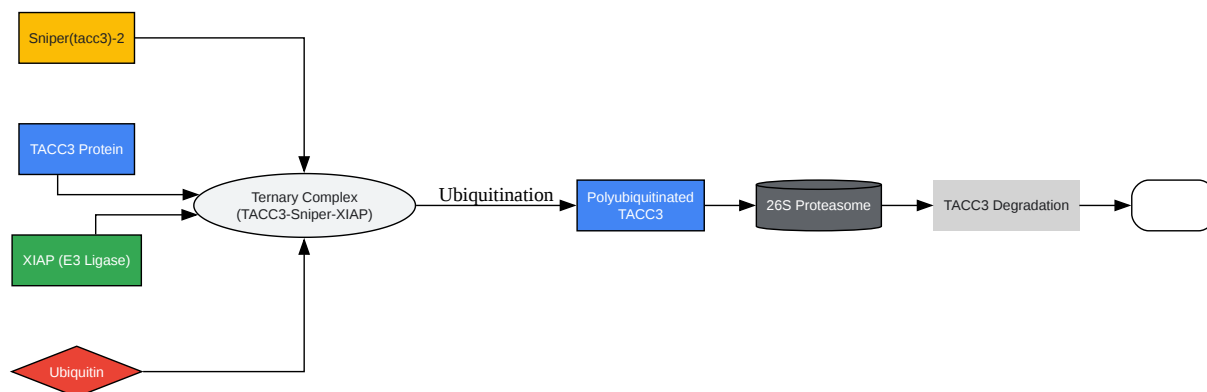 Sniper(tacc3)-2
TACC3 Protein
XIAP (E3 Ligase)
Ubiquitin
Ternary Complex
(TACC3-Sniper-XIAP)
Ubiquitination
Polyubiquitinated
TACC3
26S Proteasome
TACC3 Degradation